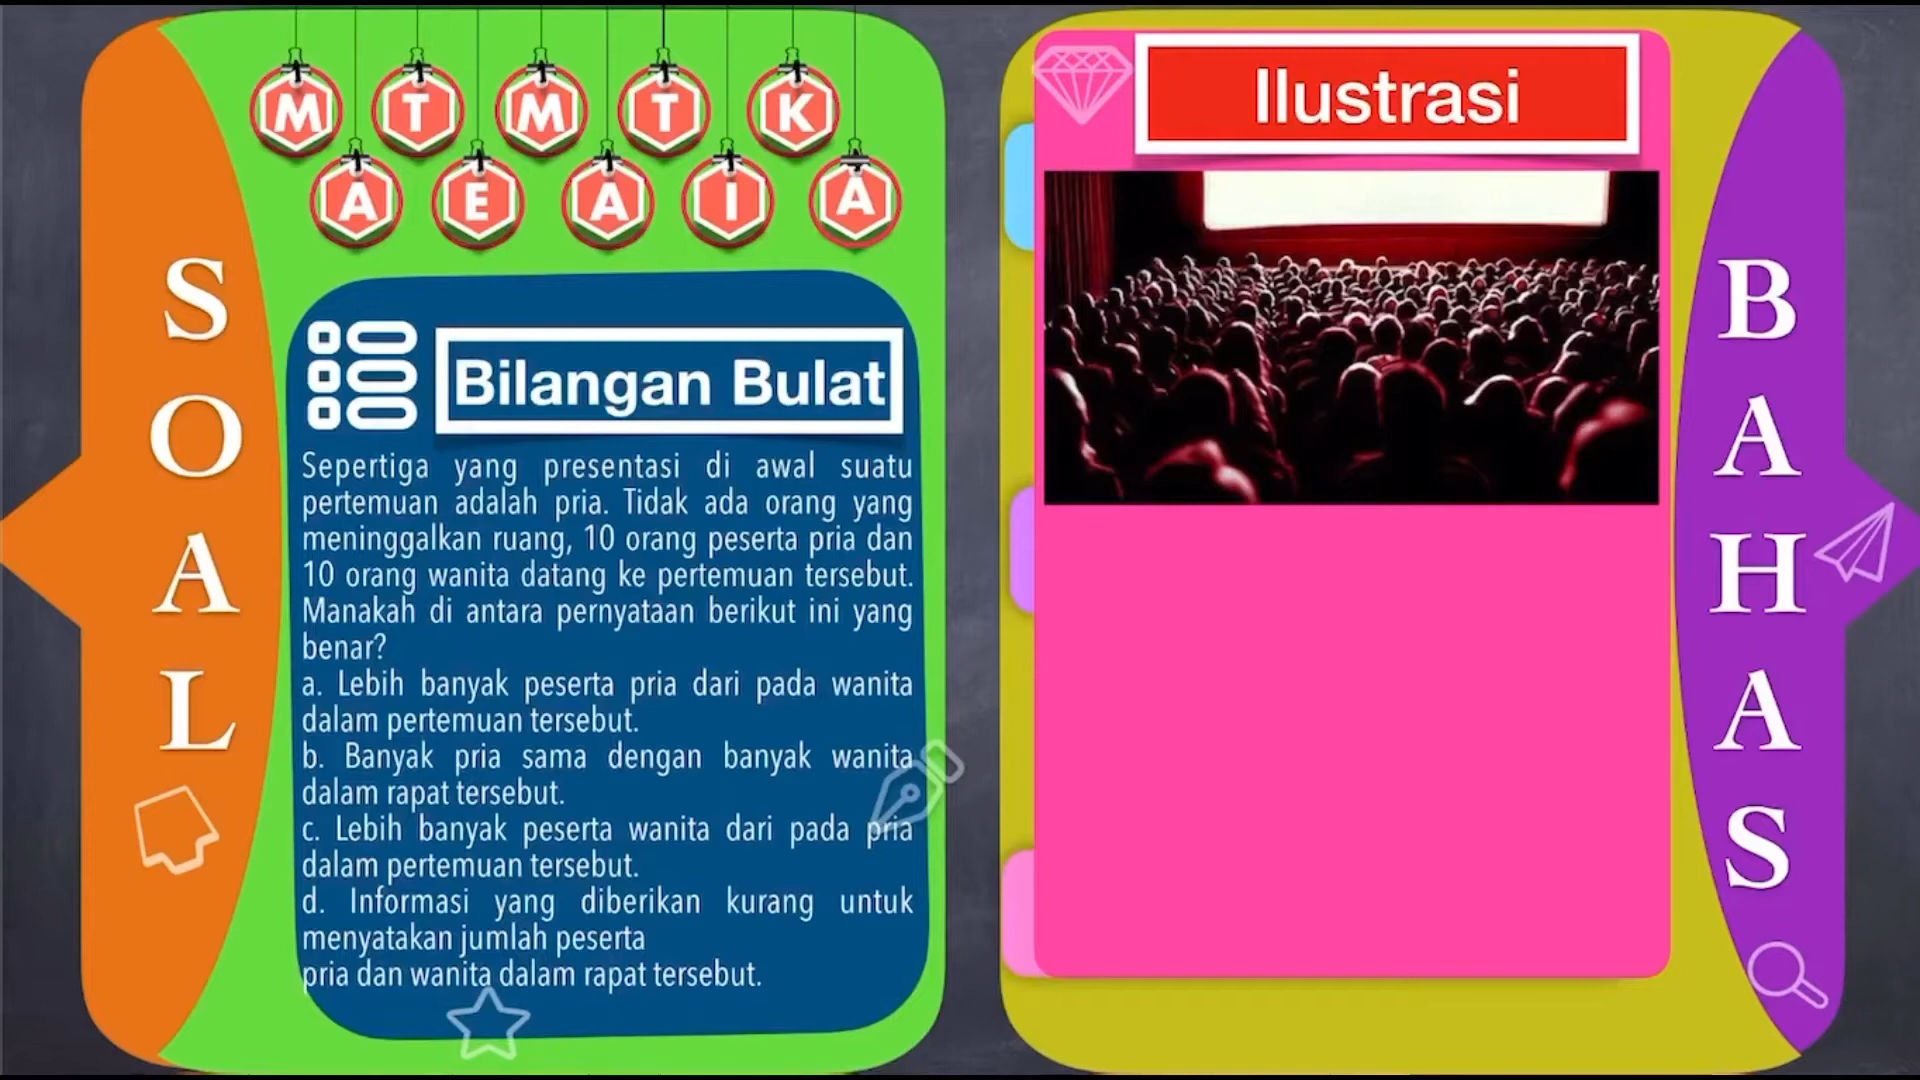 M T M T K
A E A I A
SOAL
Bilangan Bulat
Sepertiga yang presentasi di awal suatu
pertemuan adalah pria. Tidak ada orang yang
meninggalkan ruang, 10 orang peserta pria dan
10 orang wanita datang ke pertemuan tersebut.
Manakah di antara pernyataan berikut ini yang
benar?
a. Lebih banyak peserta pria dari pada wanita
dalam pertemuan tersebut.
b. Banyak pria sama dengan banyak wanita
dalam rapat tersebut.
c. Lebih banyak peserta wanita dari pada pria
dalam pertemuan tersebut.
d. Informasi yang diberikan kurang untuk
menyatakan jumlah peserta
pria dan wanita dalam rapat tersebut.
Ilustrasi
BAHAS